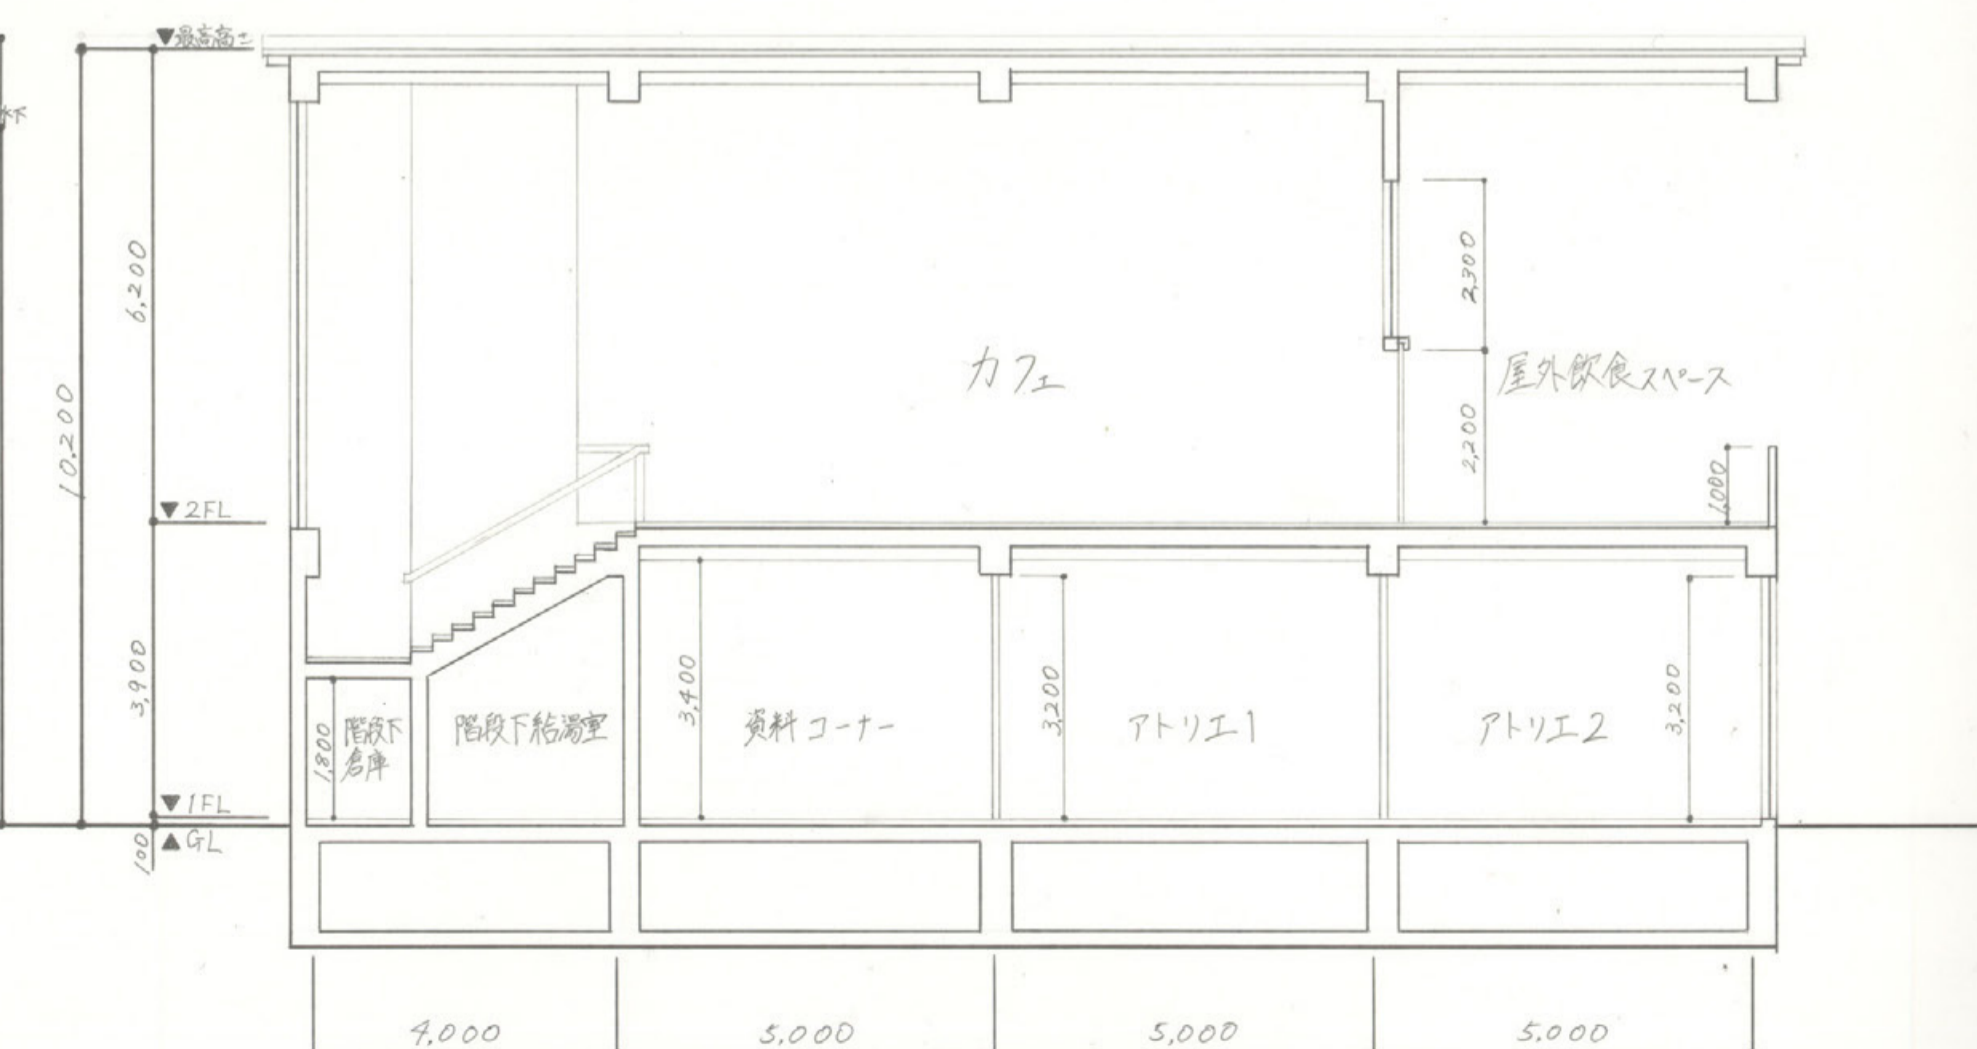 ▼最高高さ
6,200
10,200
2,300
カフェ
屋外飲食スペース
2,200
1,000
▼2FL
3,900
3,400
3,200
3,200
1,800
階段下
倉庫
階段下給湯室
資料コーナー
アトリエ1
アトリエ2
▼1FL
▲GL
100
4,000
5,000
5,000
5,000